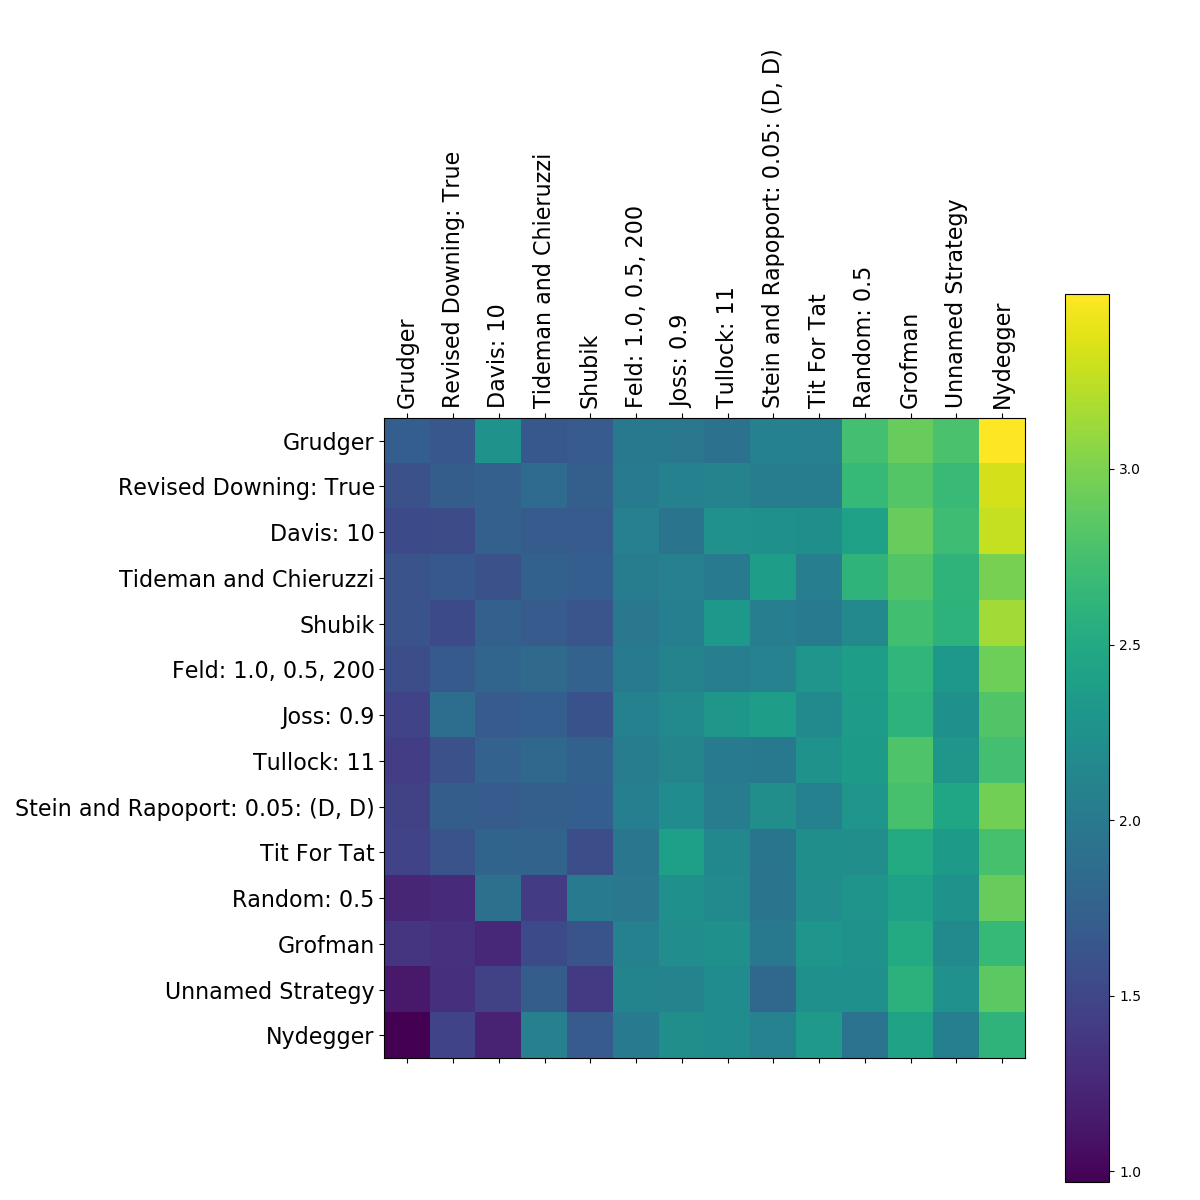 Grudger
Revised Downing: True
Davis: 10
Tideman and Chieruzzi
Shubik
Feld: 1.0, 0.5, 200
Joss: 0.9
Tullock: 11
Stein and Rapoport: 0.05: (D, D)
Tit For Tat
Random: 0.5
Grofman
Unnamed Strategy
Nydegger
Grudger
Revised Downing: True
Davis: 10
Tideman and Chieruzzi
Shubik
Feld: 1.0, 0.5, 200
Joss: 0.9
Tullock: 11
Stein and Rapoport: 0.05: (D, D)
Tit For Tat
Random: 0.5
Grofman
Unnamed Strategy
Nydegger
3.0
2.5
2.0
1.5
1.0